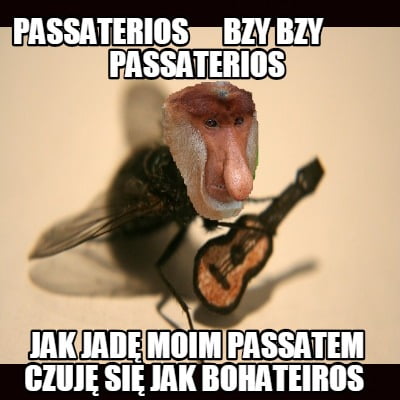 PASSATERIOS BZY BZY
PASSATERIOS
JAK JADĘ MOIM PASSATEM
CZUJĘ SIĘ JAK BOHATEIROS